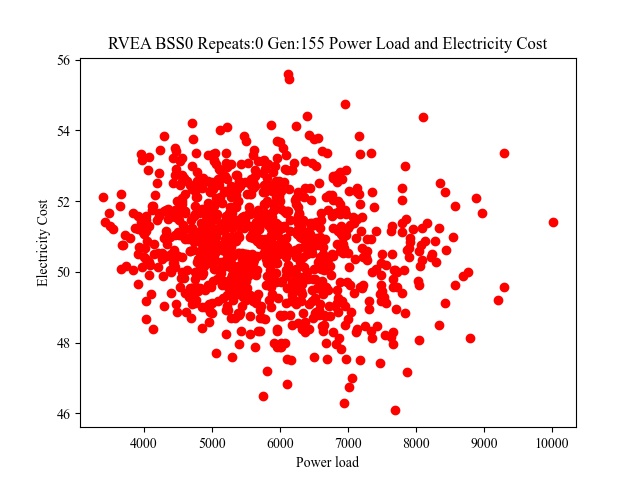 RVEA BSS0 Repeats:0 Gen:155 Power Load and Electricity Cost
56
54
52
50
48
46
Electricity Cost
4000 5000 6000 7000 8000 9000 10000
Power load